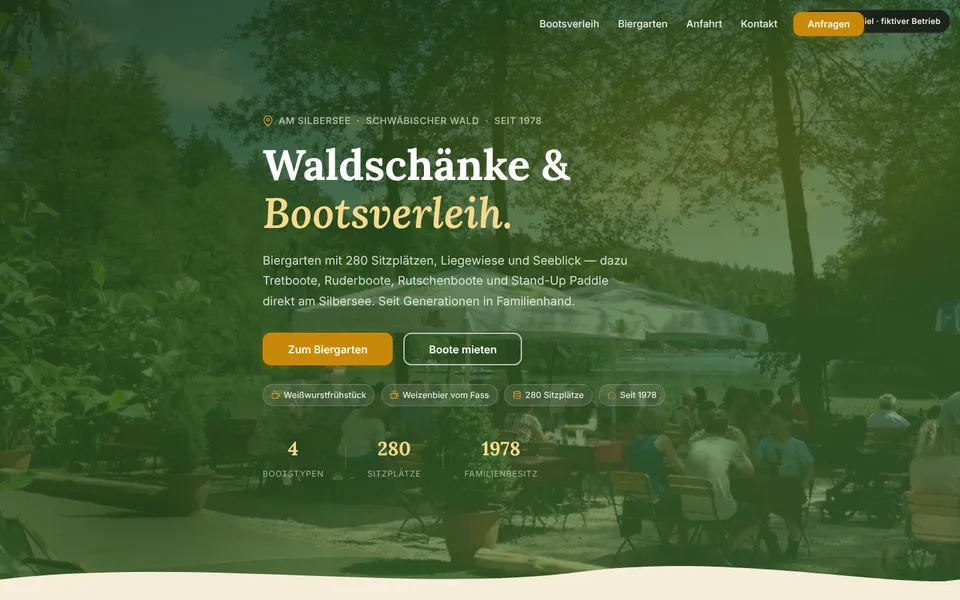 Bootsverleih Biergarten Anfahrt Kontakt Anfragen iel · fiktiver Betrieb
AM SILBERSEE · SCHWÄBISCHER WALD · SEIT 1978
Waldschänke &
Bootsverleih.
Biergarten mit 280 Sitzplätzen, Liegewiese und Seeblick — dazu
Tretboote, Ruderboote, Rutschenboote und Stand-Up Paddle
direkt am Silbersee. Seit Generationen in Familienhand.
Zum Biergarten Boote mieten
Weißwurstfrühstück Weizenbier vom Fass 280 Sitzplätze Seit 1978
4 280 1978
BOOTSTYPEN SITZPLÄTZE FAMILIENBESITZ